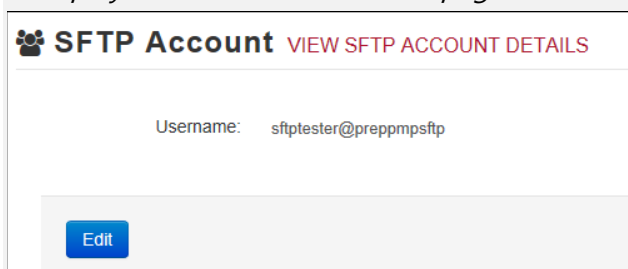 SFTP Account VIEW SFTP ACCOUNT DETAILS
Username: sftptester@preppmpsftp
Edit